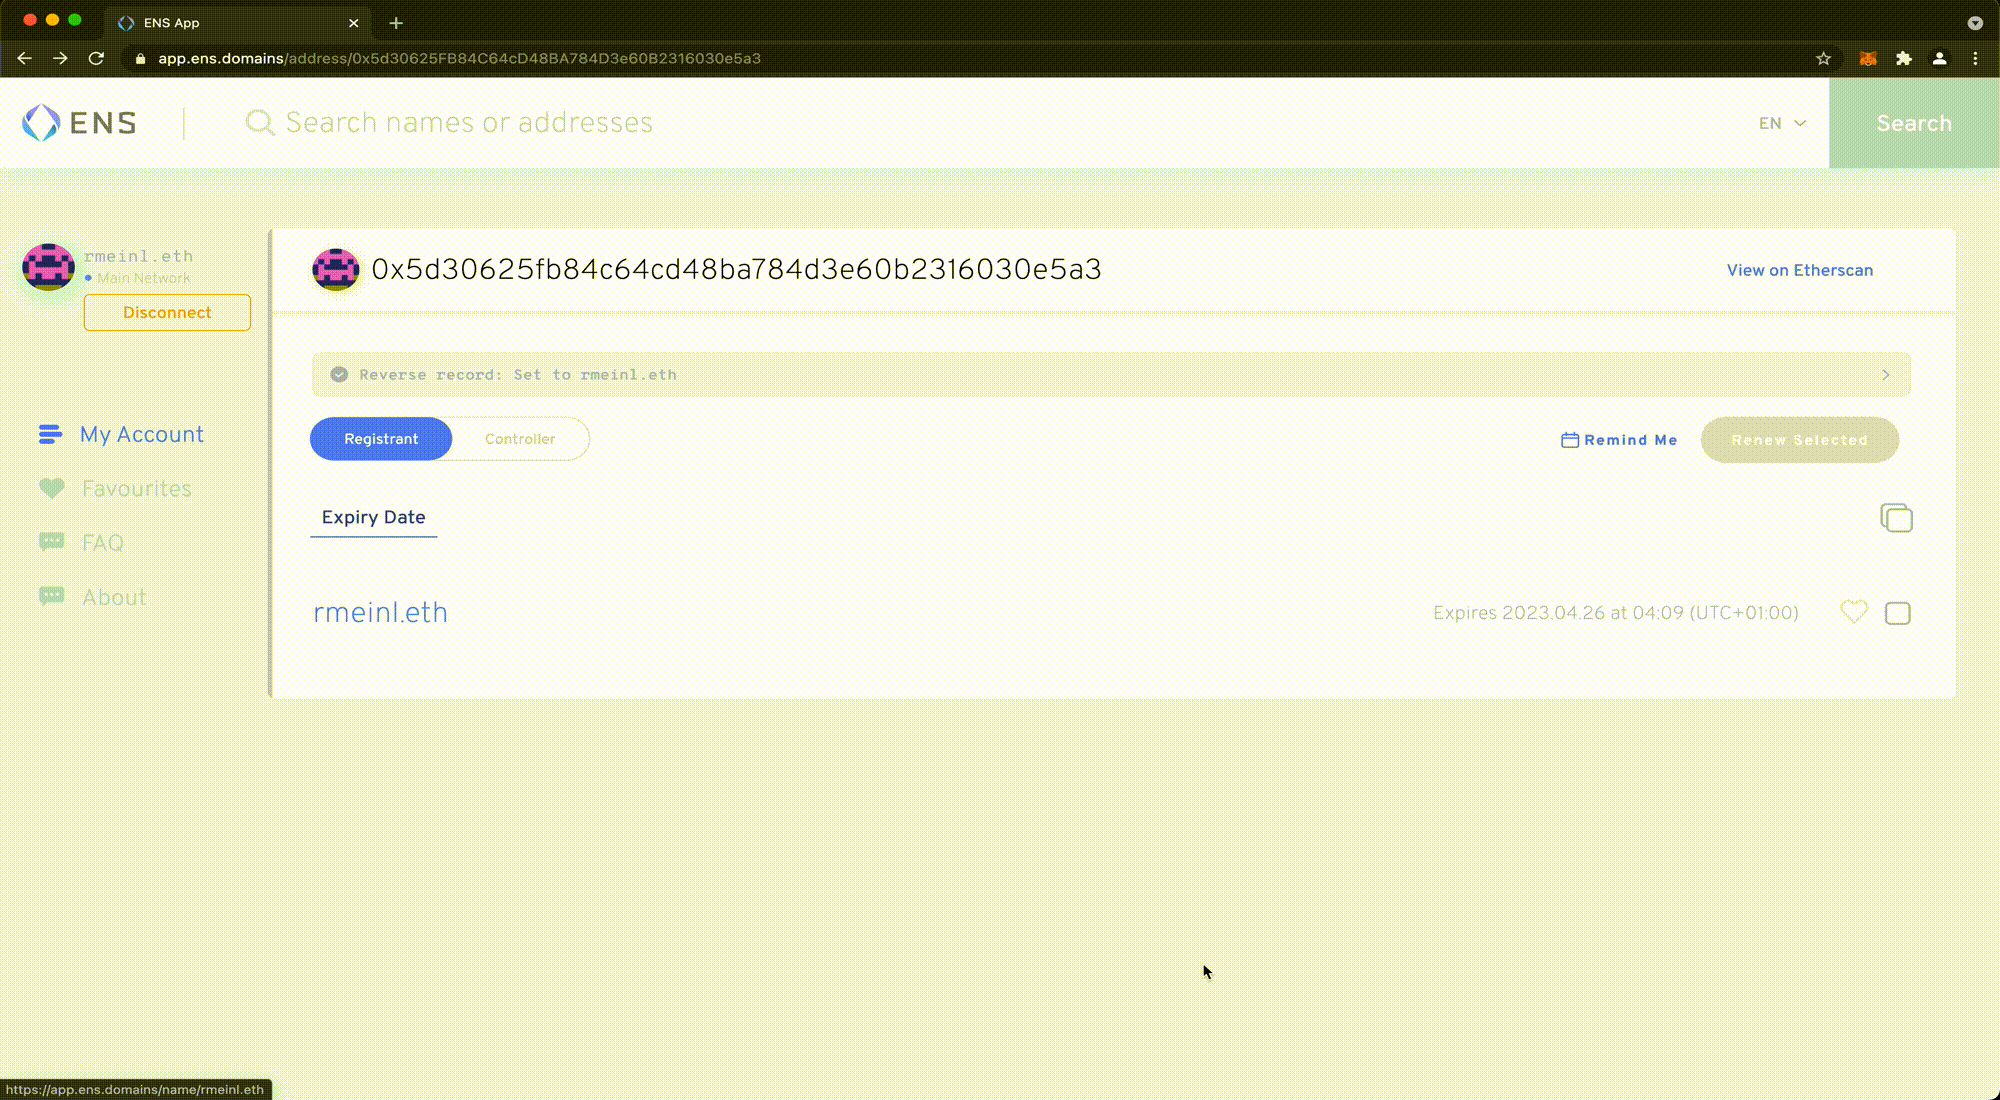 ENS App
app.ens.domains/address/0x5d30625FB84C64cD48BA784D3e60B2316030e5a3
ENS
Search names or addresses
EN
Search
rmeinl.eth
Main Network
Disconnect
0x5d30625fb84c64cd48ba784d3e60b2316030e5a3
View on Etherscan
Reverse record: Set to rmeinl.eth
Registrant
Controller
Remind Me
Renew Selected
My Account
Favourites
FAQ
About
Expiry Date
rmeinl.eth
Expires 2023.04.26 at 04:09 (UTC+01:00)
https://app.ens.domains/name/rmeinl.eth